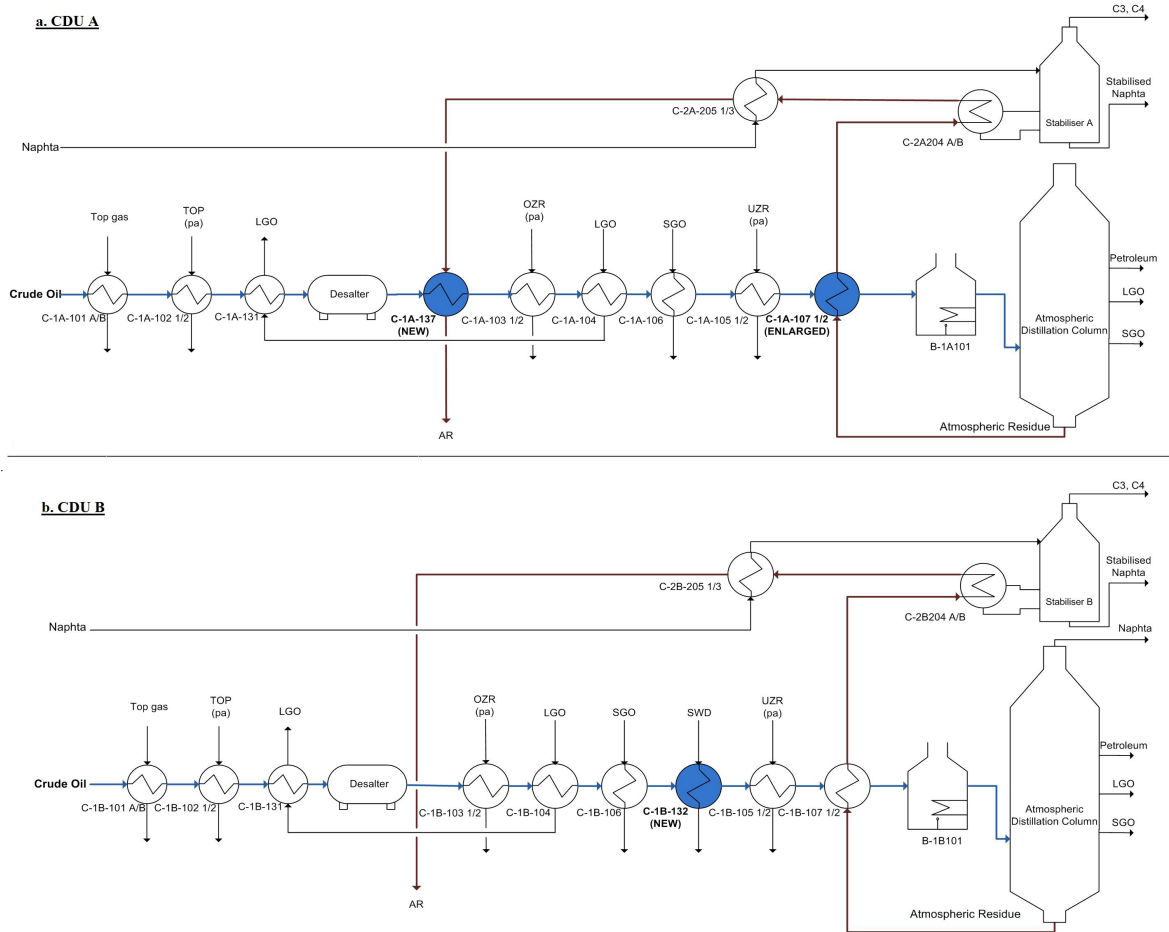 a. CDU A
C3, C4
Stabilised
Naphta
C-2A-205 1/3
Stabiliser A
C-2A204 A/B
Naphta
Top gas
TOP
(pa)
LGO
OZR
(pa)
LGO
SGO
UZR
(pa)
Crude Oil
Desalter
Petroleum
LGO
SGO
Atmospheric
Distillation Column
C-1A-101 A/B
C-1A-102 1/2
C-1A-131
C-1A-137
(NEW)
C-1A-103 1/2
C-1A-104
C-1A-106
C-1A-105 1/2
C-1A-107 1/2
(ENLARGED)
B-1A101
AR
Atmospheric Residue
b. CDU B
C3, C4
Stabilised
Naphta
C-2B-205 1/3
Stabiliser B
C-2B204 A/B
Naphta
Naphta
Top gas
TOP
(pa)
LGO
OZR
(pa)
LGO
SGO
SWD
UZR
(pa)
Crude Oil
Desalter
Petroleum
LGO
SGO
Atmospheric
Distillation Column
C-1B-101 A/B
C-1B-102 1/2
C-1B-131
C-1B-103 1/2
C-1B-104
C-1B-106
C-1B-132
(NEW)
C-1B-105 1/2
C-1B-107 1/2
B-1B101
AR
Atmospheric Residue